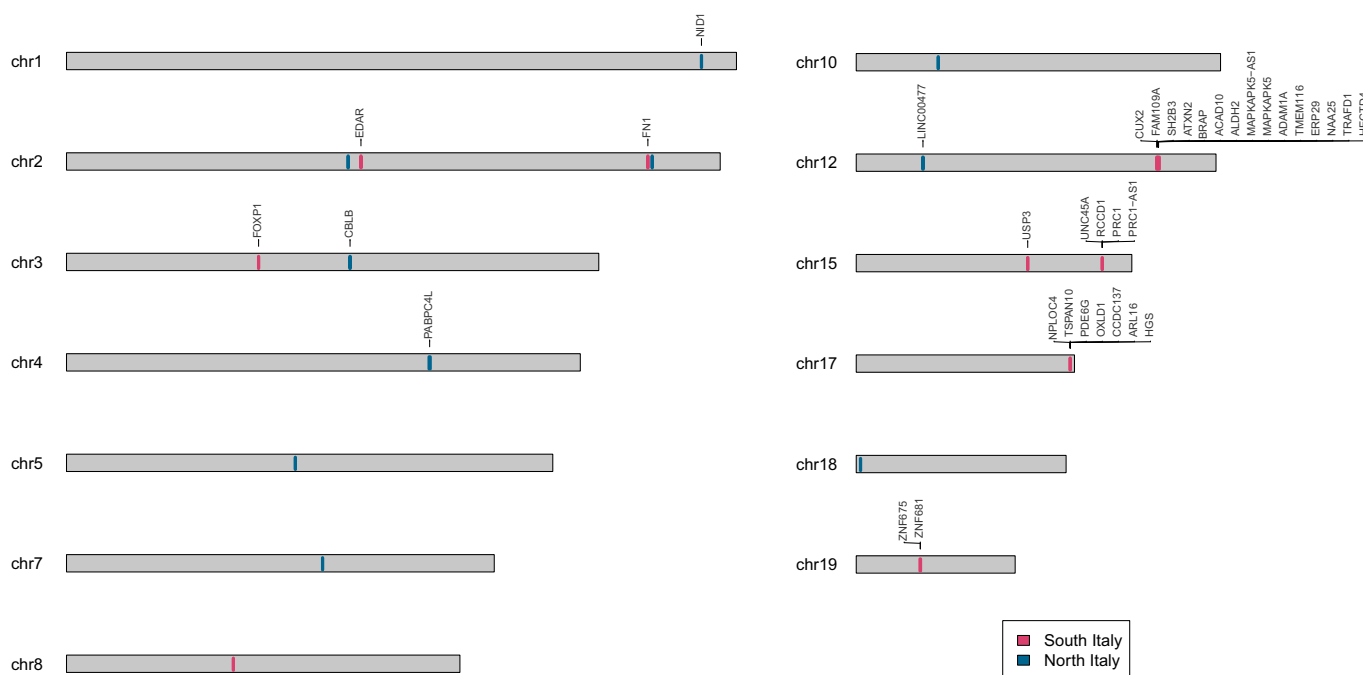 chr1
NID1
chr2
EDAR
FN1
chr3
FOXP1
CBLB
chr4
PABPC4L
chr5
chr7
chr8
chr10
chr12
LINC00477
CUX2
FAM109A
SH2B3
ATXN2
BRAP
ACAD10
ALDH2
MAPKAPK5−AS1
MAPKAPK5
ADAM1A
TMEM116
ERP29
NAA25
TRAFD1
chr15
USP3
UNC45A
RCCD1
PRC1
PRC1−AS1
chr17
NPLOC4
TSPAN10
PDE6G
OXLD1
CCDC137
ARL16
HGS
chr18
chr19
ZNF675
ZNF681
South Italy
North Italy